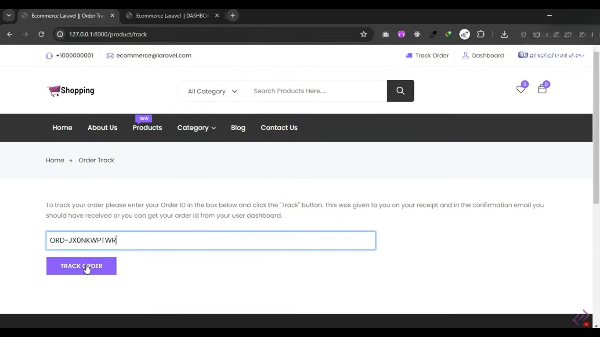 Ecommerce Laravel || Order Trac
Ecommerce Laravel || DASHBO
127.0.0.1:8000/product/track
+1000000001
ecommerce@laravel.com
Track Order
Dashboard
Shopping
All Category
Search Products Here....
0
0
NEW
Home
About Us
Products
Category
Blog
Contact Us
Home
Order Track
To track your order please enter your Order ID in the box below and click the "Track" button. This was given to you on your receipt and in the confirmation email you
should have received or you can get your order id from your user dashboard.
ORD-JX0NKWPTWR
TRACK ORDER